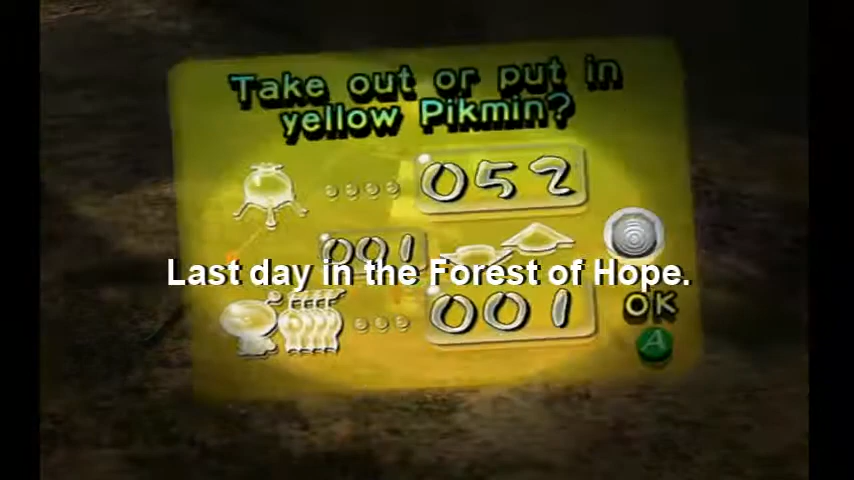 Take out or put in
yellow Pikmin?
052
001
Last day in the Forest of Hope.
001
OK
A